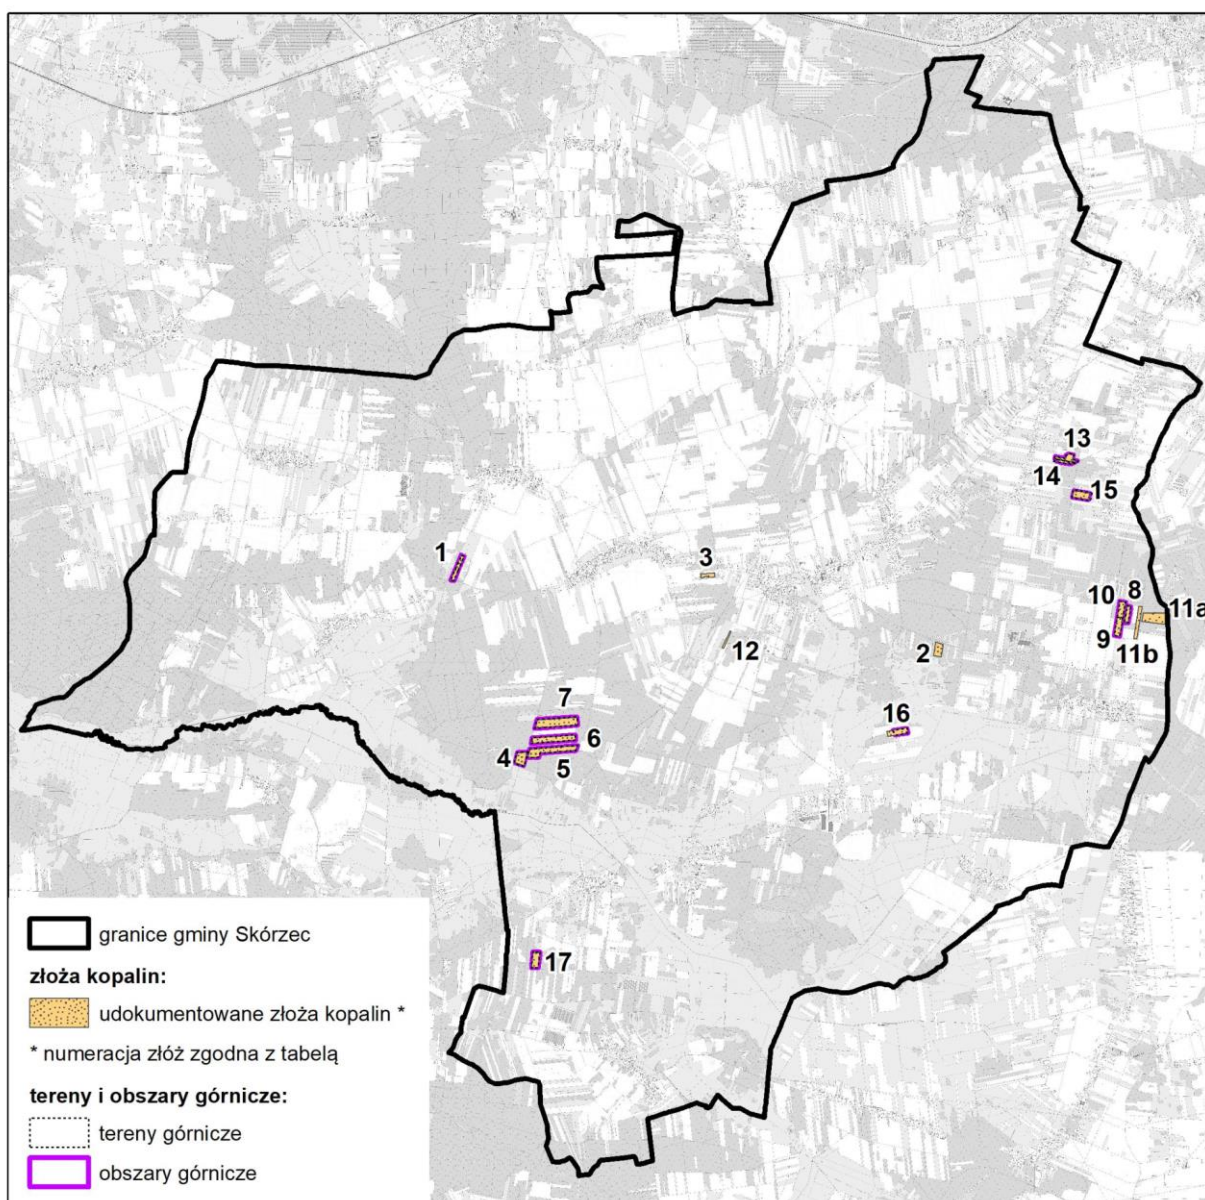 13
14
15
1
3
10
8
11a
9
11b
12
2
7
16
6
4
5
17
granice gminy Skórzec
złoża kopalin:
udokumentowane złoża kopalin *
* numeracja złóż zgodna z tabelą
tereny i obszary górnicze:
tereny górnicze
obszary górnicze